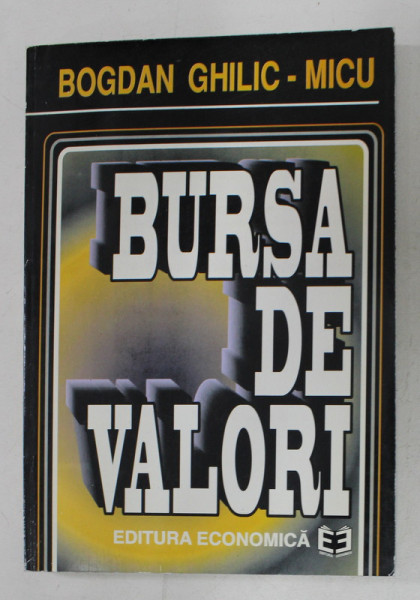 BOGDAN GHILIC - MICU
BURSA
DE
VALORI
EDITURA ECONOMICĂ